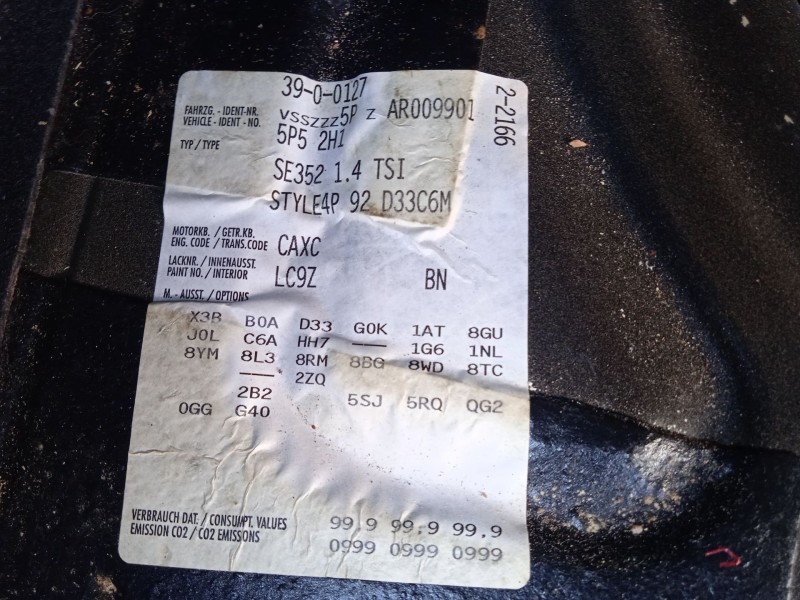 39-0-0127
2-2166
FAHRZG. - IDENT-NR. VSSZZZ5P Z AR009901
VEHICLE - IDENT - NO.
TYP / TYPE 5P5 2H1
SE352 1.4 TSI
STYLE4P 92 D33C6M
MOTORKB. / GETR.KB.
ENG. CODE / TRANS.CODE CAXC
LACKNR. / INNENAUSST.
PAINT NO. / INTERIOR LC9Z BN
M.- AUSST. / OPTIONS
X3B B0A D33 G0K 1AT 8GU
J0L C6A HH7 —— 1G6 1NL
8YM 8L3 8RM 8BG 8WD 8TC
—— 2ZQ
2B2 5SJ 5RQ QG2
0GG G40
VERBRAUCH DAT. / CONSUMPT. VALUES 99.9 99.9 99.9
EMISSION CO2 / CO2 EMISSIONS 0999 0999 0999